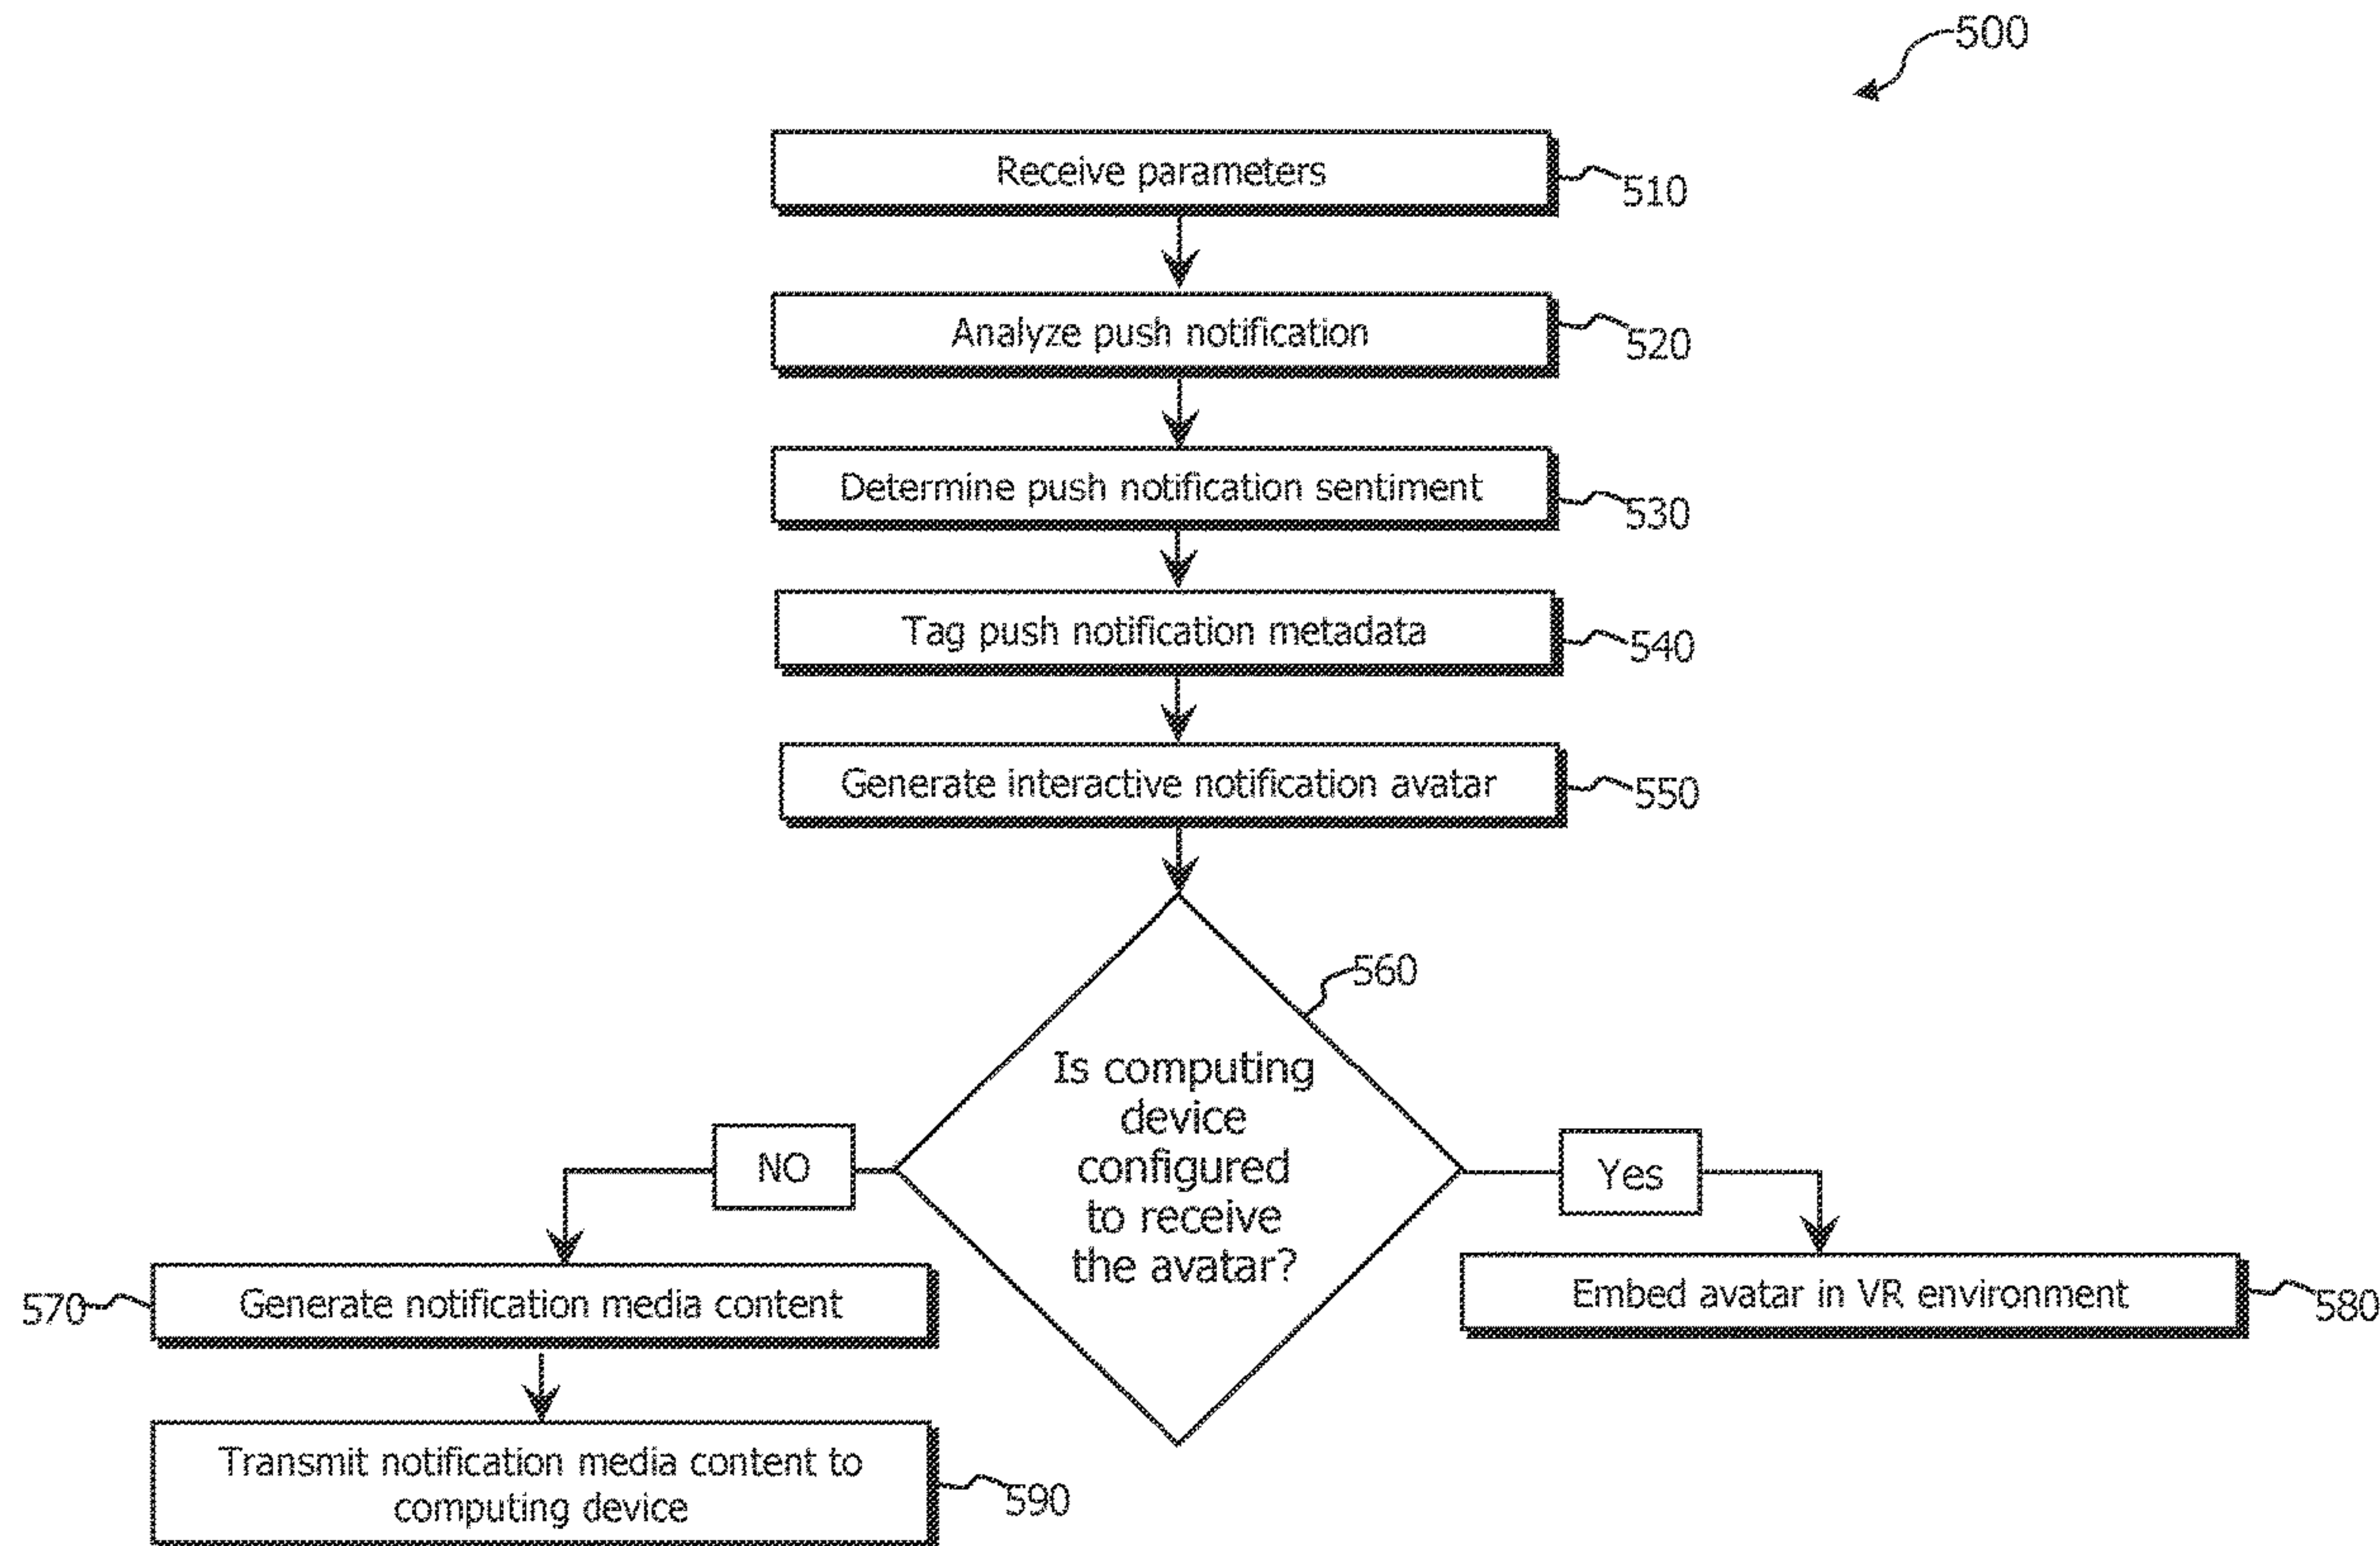 500
Receive parameters
510
Analyze push notification
520
Determine push notification sentiment
530
Tag push notification metadata
540
Generate interactive notification avatar
550
560
Is computing
device
configured
to receive
the avatar?
NO
Yes
570
Generate notification media content
Embed avatar in VR environment
580
Transmit notification media content to
computing device
590